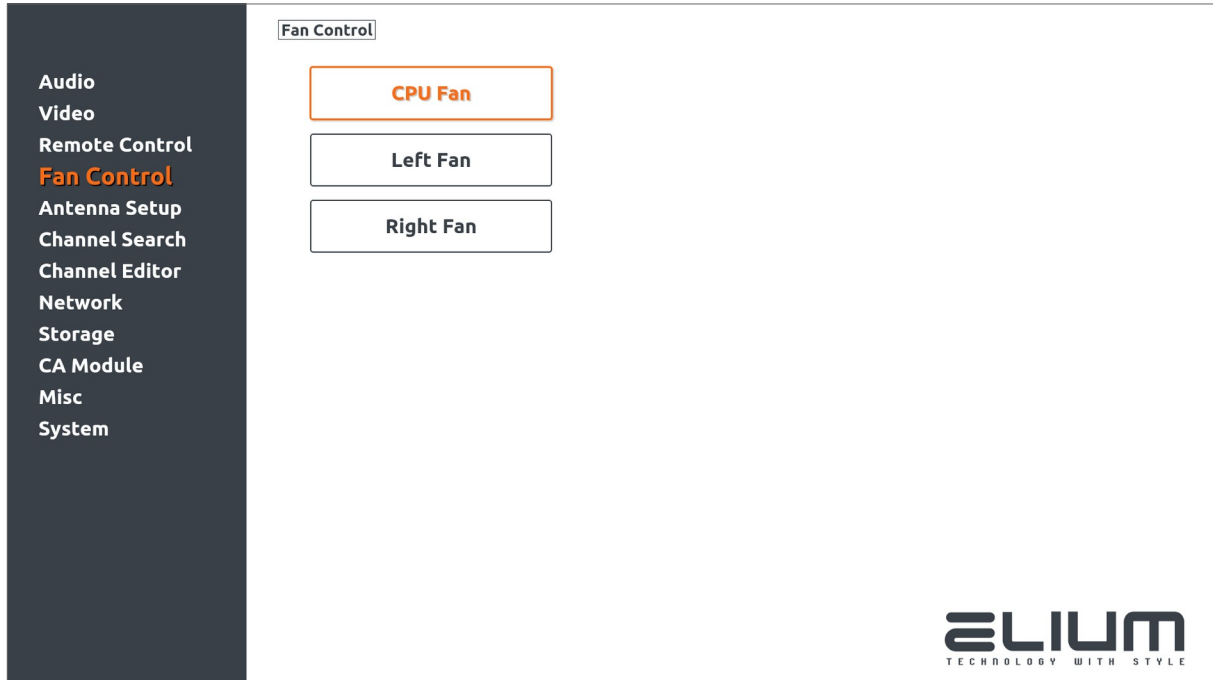 Fan Control
Audio
Video
Remote Control
Fan Control
Antenna Setup
Channel Search
Channel Editor
Network
Storage
CA Module
Misc
System
CPU Fan
Left Fan
Right Fan
ELIUM
TECHNOLOGY WITH STYLE